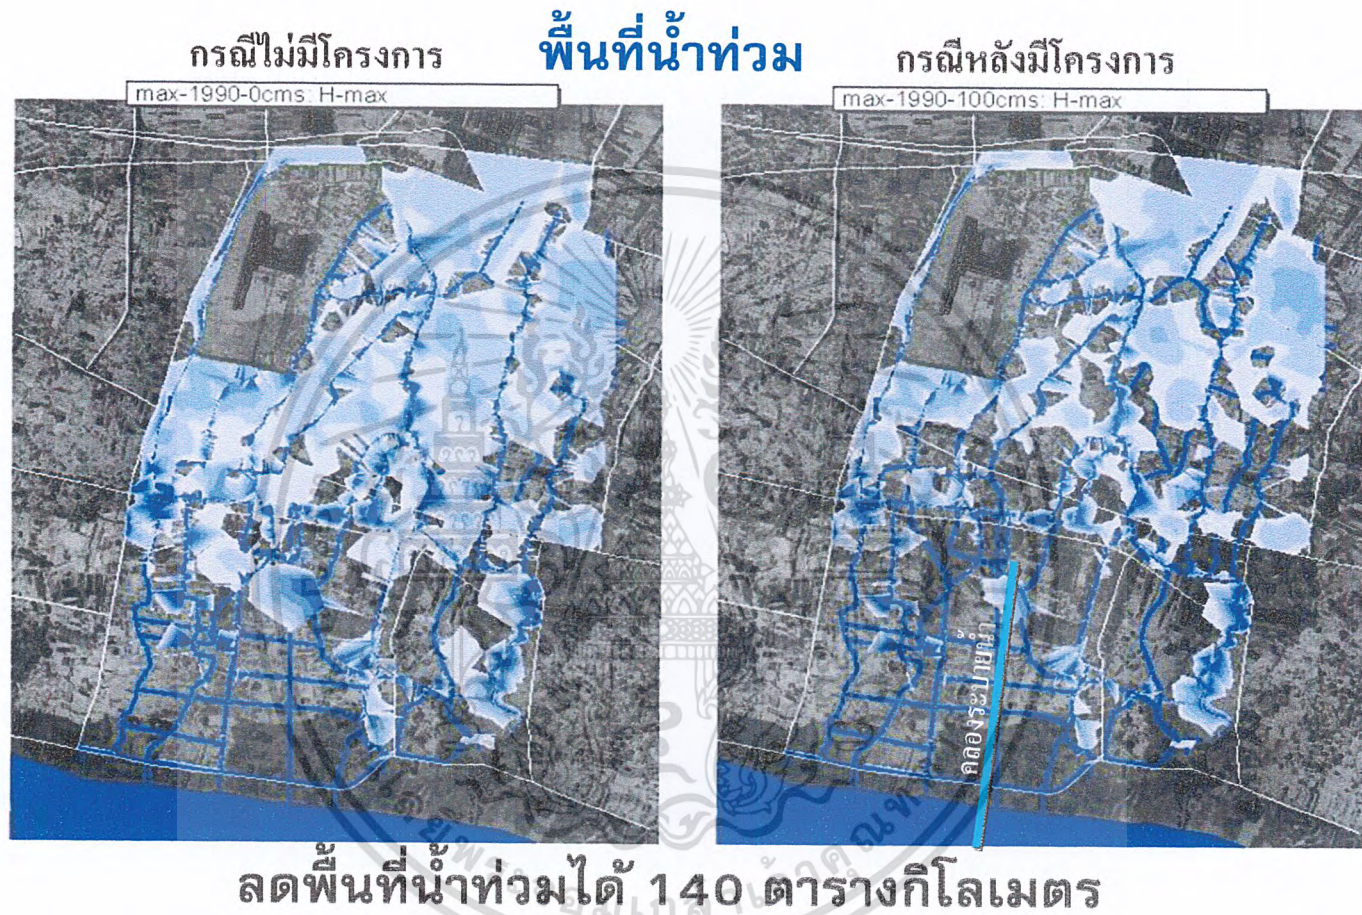 พื้นที่น้ำท่วม
กรณีไม่มีโครงการ
กรณีหลังมีโครงการ
max-1990-0cms: H-max
max-1990-100cms: H-max
คลองระบายน้ำ
ลดพื้นที่น้ำท่วมได้ 140 ตารางกิโลเมตร